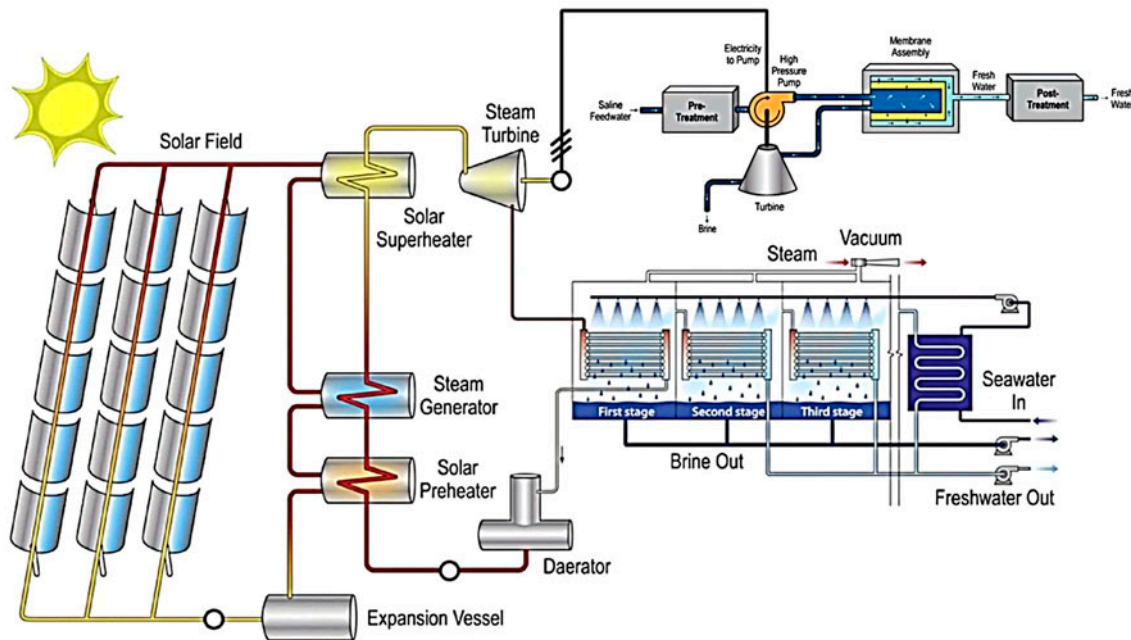 Solar Field
Solar
Superheater
Steam
Generator
Solar
Preheater
Expansion Vessel
Steam
Turbine
Daerator
Electricity
to Pump
High
Pressure
Pump
Saline
Feedwater
Pre-
Treatment
Turbine
Brine
Membrane
Assembly
Fresh
Water
Post-
Treatment
Fresh
Wate
Steam
Vacuum
First stage
Second stage
Third stage
Seawater
In
Brine Out
Freshwater Out